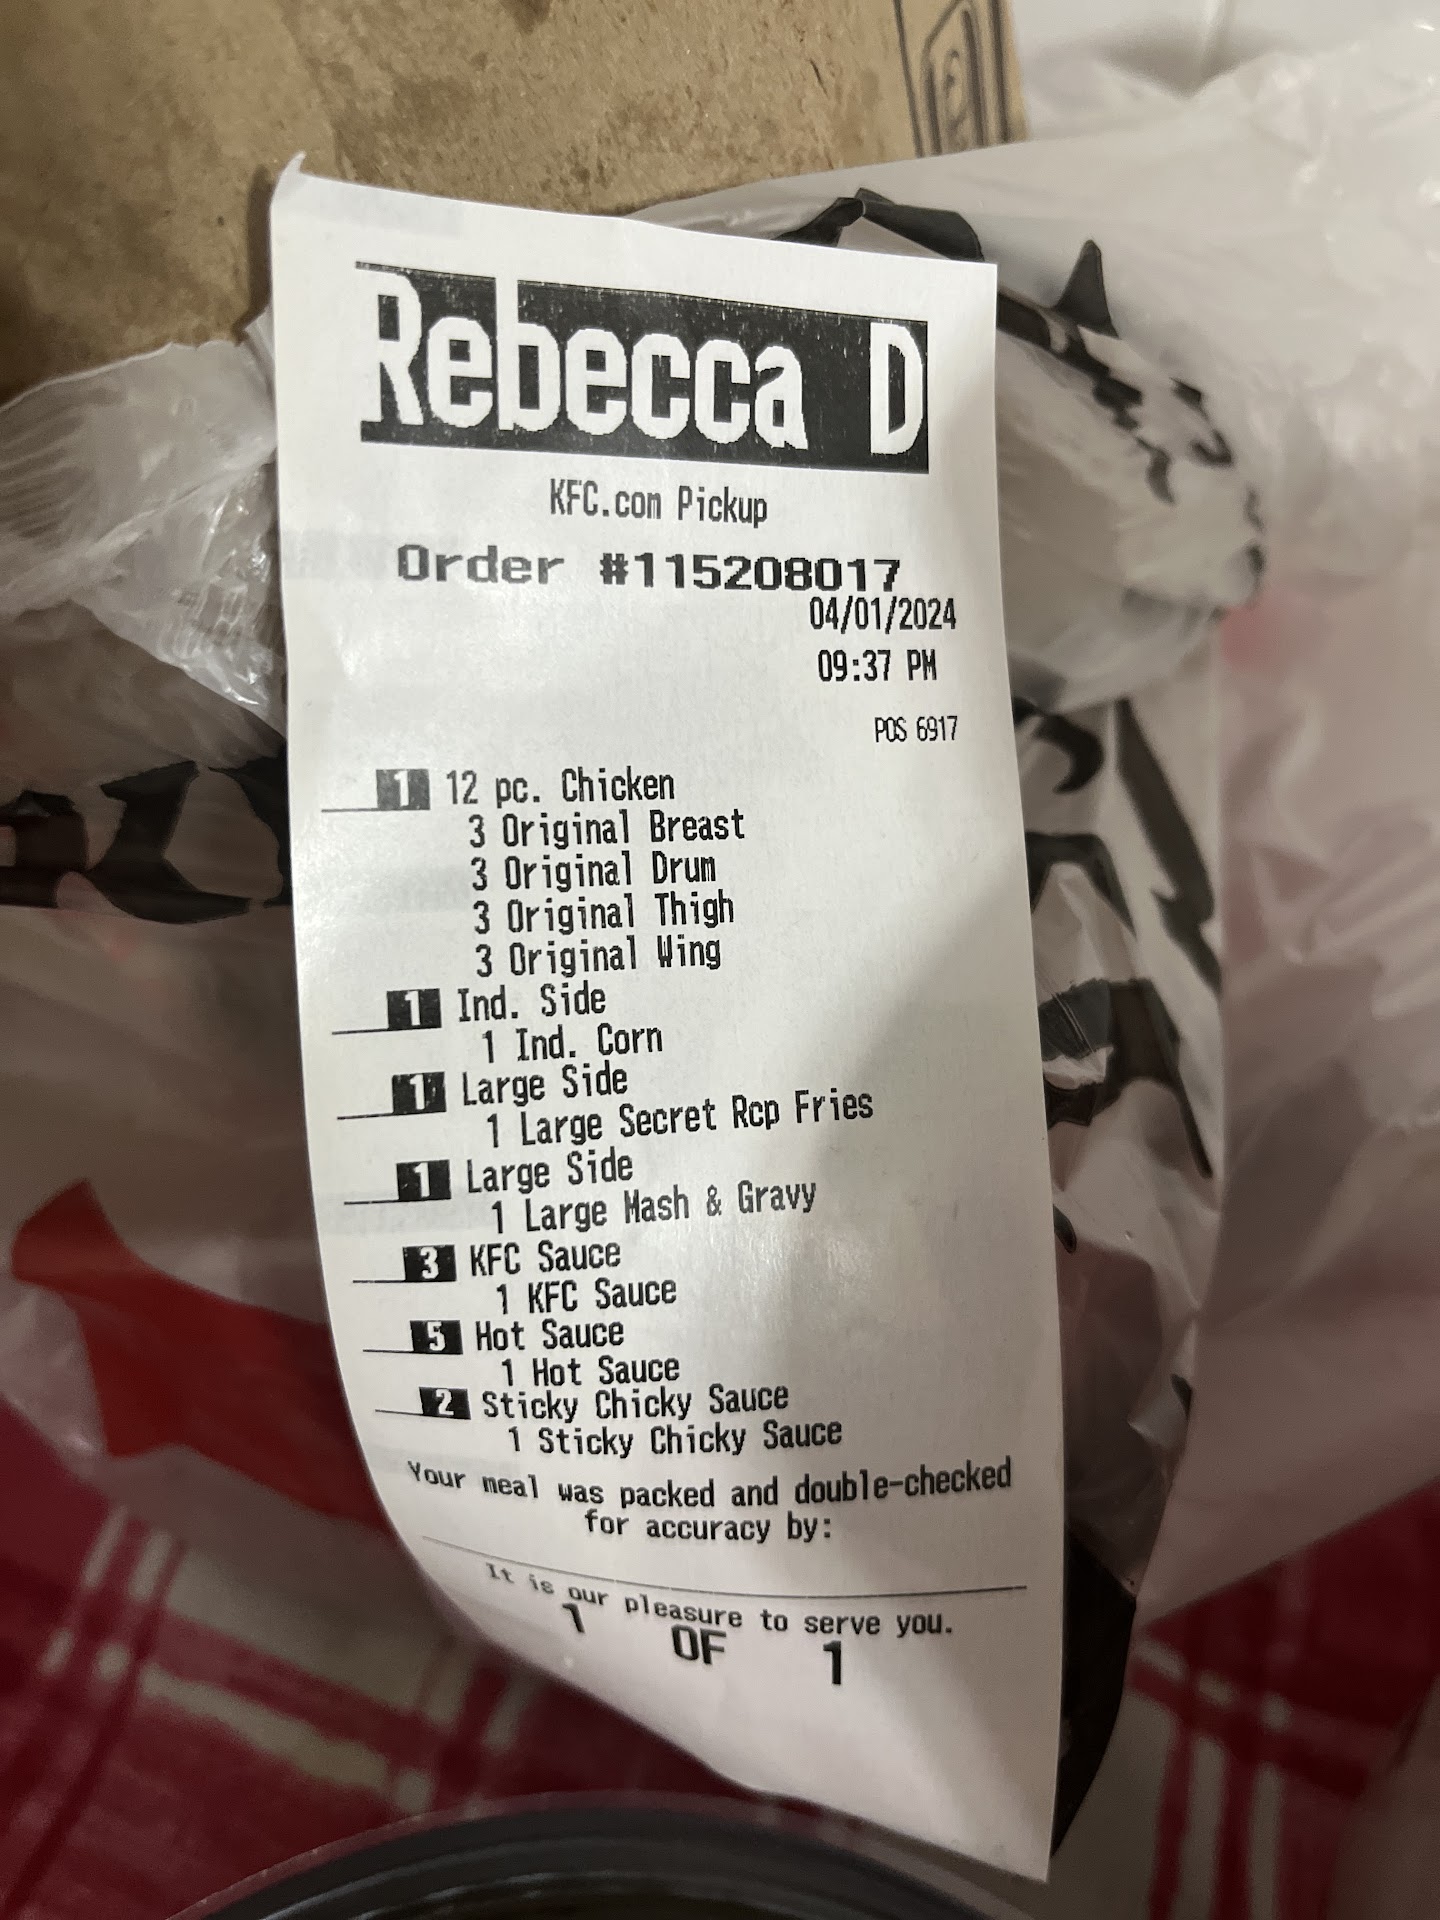 Rebecca D
KFC.com Pickup
Order #115208017
04/01/2024
09:37 PM
POS 6917
1 12 pc. Chicken
3 Original Breast
3 Original Drum
3 Original Thigh
3 Original Wing
1 Ind. Side
1 Ind. Corn
1 Large Side
1 Large Secret Rcp Fries
1 Large Side
1 Large Mash & Gravy
3 KFC Sauce
1 KFC Sauce
5 Hot Sauce
1 Hot Sauce
2 Sticky Chicky Sauce
1 Sticky Chicky Sauce
Your meal was packed and double-checked
for accuracy by:
It is our pleasure to serve you.
1 OF 1